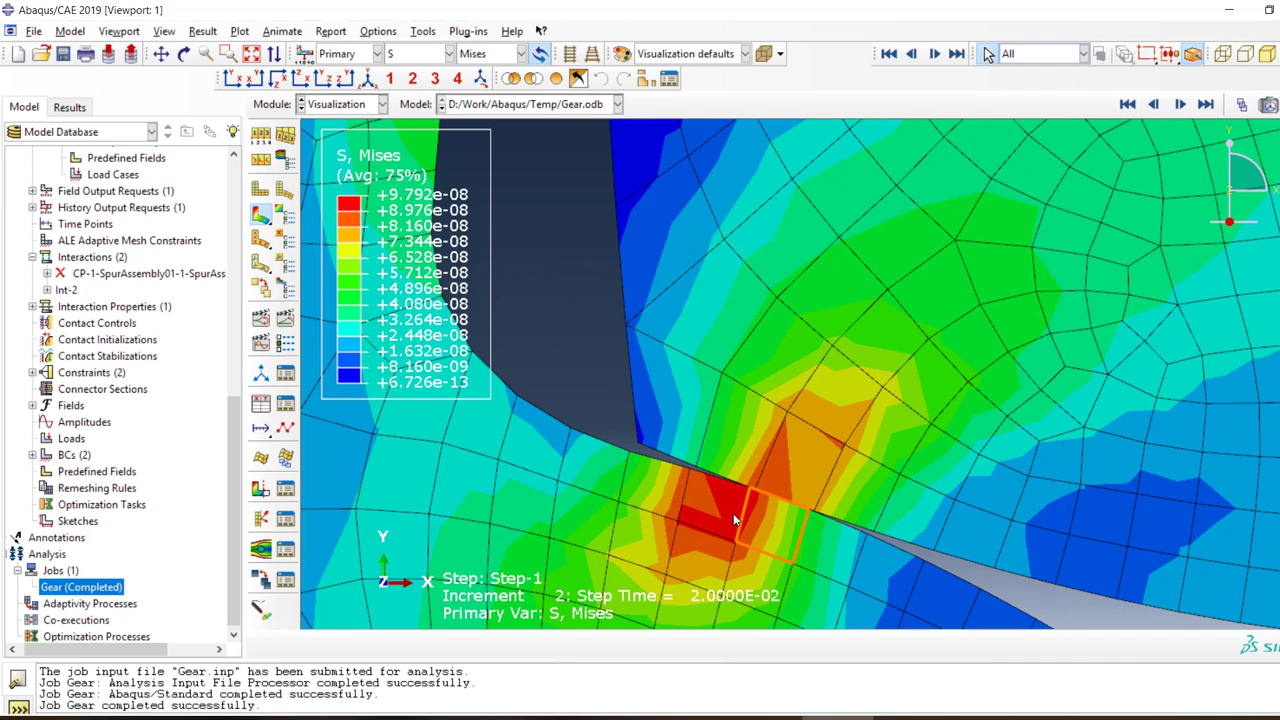 Abaqus/CAE 2019 [Viewport: 1]
File Model Viewport View Result Plot Animate Report Options Tools Plug-ins Help
Primary S Mises Visualization defaults All
1 2 3 4
Model Results Module: Visualization Model: D:/Work/Abaqus/Temp/Gear.odb
Model Database
Predefined Fields
Load Cases
Field Output Requests (1)
History Output Requests (1)
Time Points
ALE Adaptive Mesh Constraints
Interactions (2)
CP-1-SpurAssembly01-1-SpurAss
Int-2
Interaction Properties (1)
Contact Controls
Contact Initializations
Contact Stabilizations
Constraints (2)
Connector Sections
Fields
Amplitudes
Loads
BCs (2)
Predefined Fields
Remeshing Rules
Optimization Tasks
Sketches
Annotations
Analysis
Jobs (1)
Gear (Completed)
Adaptivity Processes
Co-executions
Optimization Processes
S, Mises
(Avg: 75%)
+9.792e-08
+8.976e-08
+8.160e-08
+7.344e-08
+6.528e-08
+5.712e-08
+4.896e-08
+4.080e-08
+3.264e-08
+2.448e-08
+1.632e-08
+8.160e-09
+6.726e-13
Y
Y
Z X
Step: Step-1
Increment 2: Step Time = 2.0000E-02
Primary Var: S, Mises
The job input file "Gear.inp" has been submitted for analysis.
Job Gear: Analysis Input File Processor completed successfully.
Job Gear: Abaqus/Standard completed successfully.
Job Gear completed successfully.